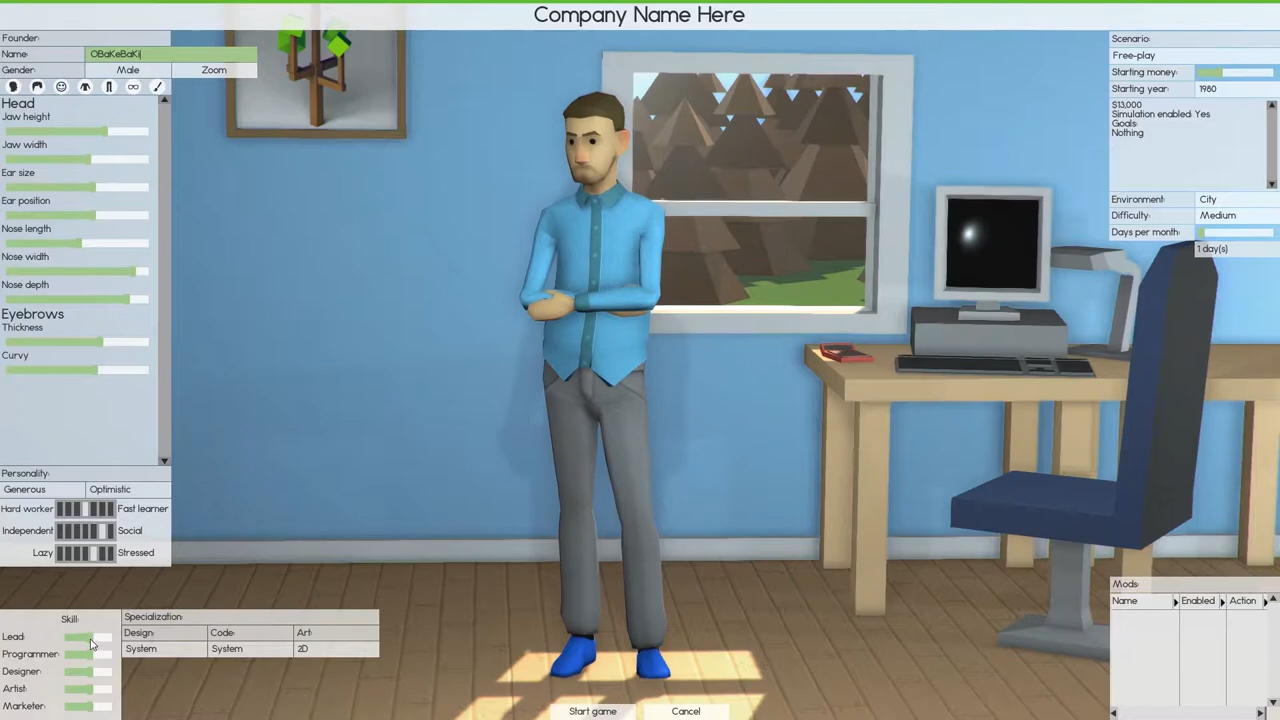 Company Name Here
Founder:
Name: OBaKeBaKi
Gender: Male Zoom
Head
Jaw height
Jaw width
Ear size
Ear position
Nose length
Nose width
Nose depth
Eyebrows
Thickness
Curvy
Personality:
Generous Optimistic
Hard worker Fast learner
Independent Social
Lazy Stressed
Skill:
Lead:
Programmer:
Designer:
Artist:
Marketer:
Specialization:
Design: Code: Art:
System System 2D
Start game Cancel
Scenario:
Free-play
Starting money:
Starting year: 1980
$13,000
Simulation enabled: Yes
Goals:
Nothing
Environment: City
Difficulty: Medium
Days per month:
1 day(s)
Mods:
Name Enabled Action